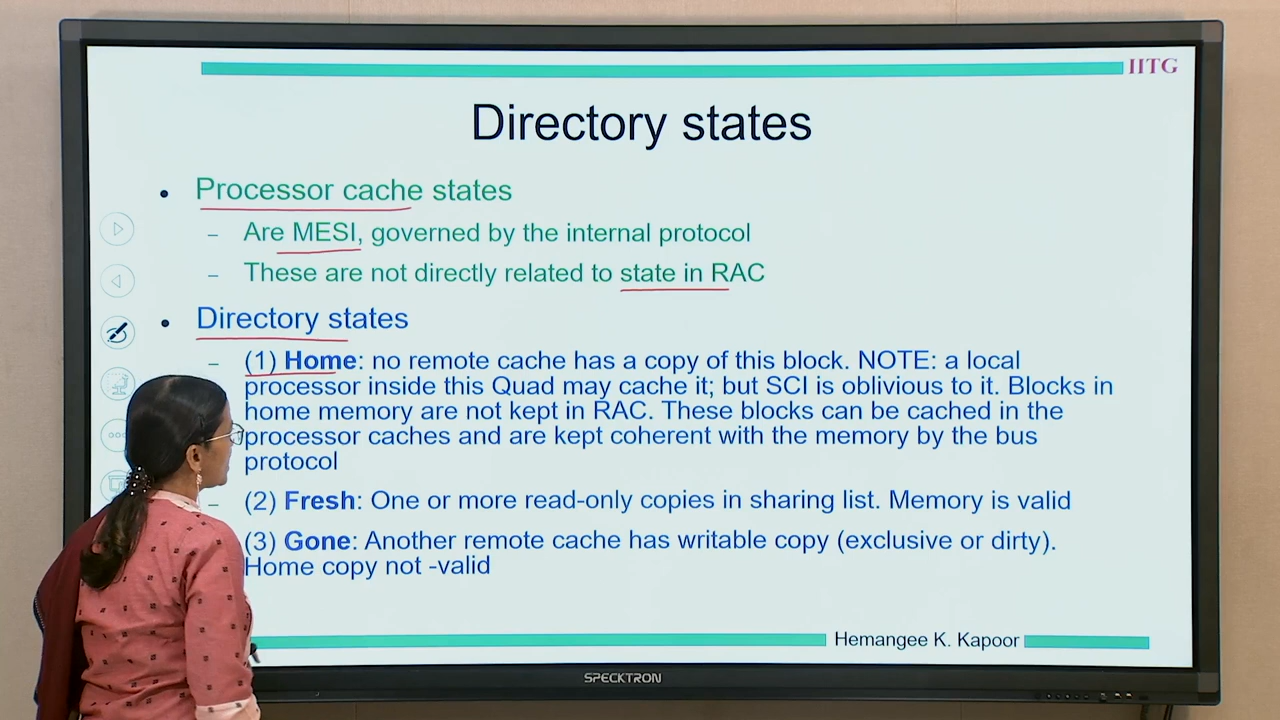 IITG
Directory states
• Processor cache states
– Are MESI, governed by the internal protocol
– These are not directly related to state in RAC
• Directory states
– (1) Home: no remote cache has a copy of this block. NOTE: a local
processor inside this Quad may cache it; but SCI is oblivious to it. Blocks in
home memory are not kept in RAC. These blocks can be cached in the
processor caches and are kept coherent with the memory by the bus
protocol
– (2) Fresh: One or more read-only copies in sharing list. Memory is valid
(3) Gone: Another remote cache has writable copy (exclusive or dirty).
Home copy not -valid
Hemangee K. Kapoor
SPECKTRON